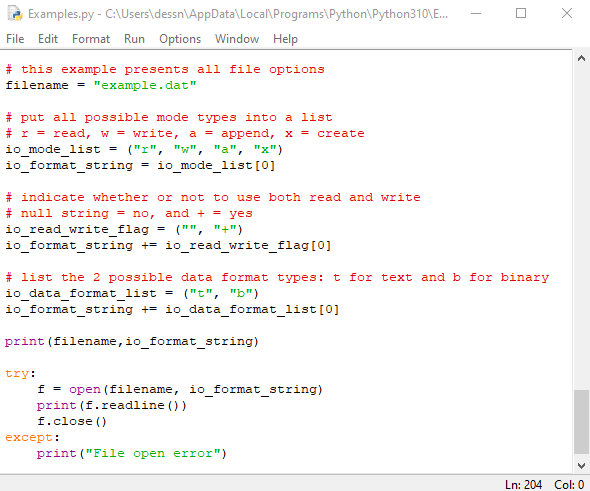 Examples.py - C:\Users\dessn\AppData\Local\Programs\Python\Python310\E...
File Edit Format Run Options Window Help
# this example presents all file options
filename = "example.dat"
# put all possible mode types into a list
# r = read, w = write, a = append, x = create
io_mode_list = ("r", "w", "a", "x")
io_format_string = io_mode_list[0]
# indicate whether or not to use both read and write
# null string = no, and + = yes
io_read_write_flag = ("", "+")
io_format_string += io_read_write_flag[0]
# list the 2 possible data format types: t for text and b for binary
io_data_format_list = ("t", "b")
io_format_string += io_data_format_list[0]
print(filename,io_format_string)
try:
    f = open(filename, io_format_string)
    print(f.readline())
    f.close()
except:
    print("File open error")
Ln: 204 Col: 0